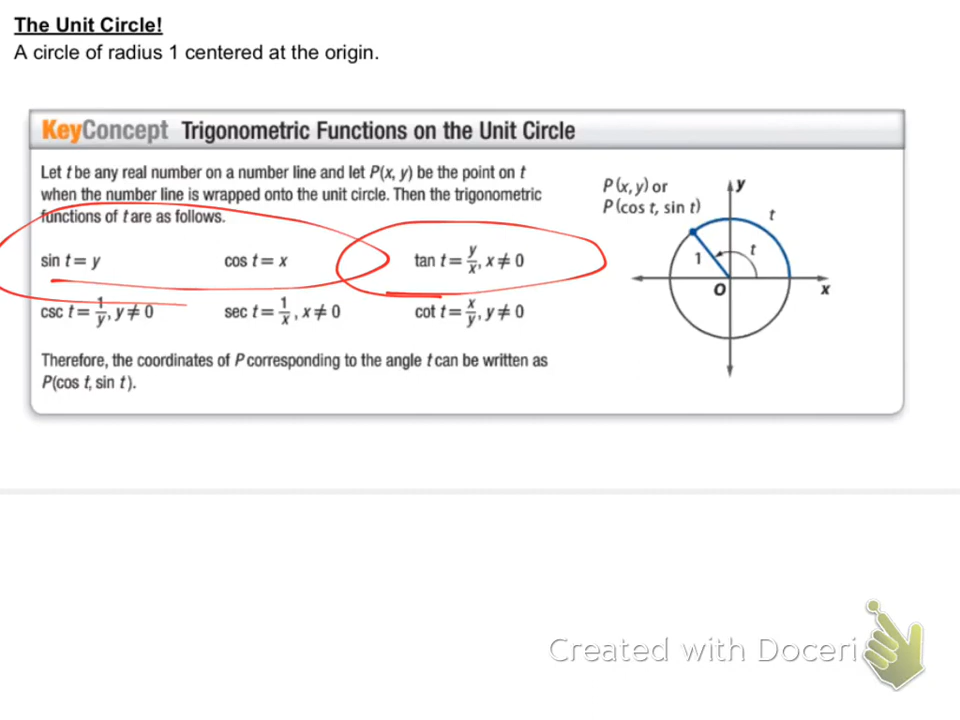 The Unit Circle!
A circle of radius 1 centered at the origin.
KeyConcept Trigonometric Functions on the Unit Circle
Let t be any real number on a number line and let P(x, y) be the point on t
when the number line is wrapped onto the unit circle. Then the trigonometric
functions of t are as follows.
sin t = y cos t = x tan t = y/x, x ≠ 0
csc t = 1/y, y ≠ 0 sec t = 1/x, x ≠ 0 cot t = x/y, y ≠ 0
Therefore, the coordinates of P corresponding to the angle t can be written as
P(cos t, sin t).
P(x, y) or
P(cos t, sin t)
y
t
t
1
O
x
Created with Doceri